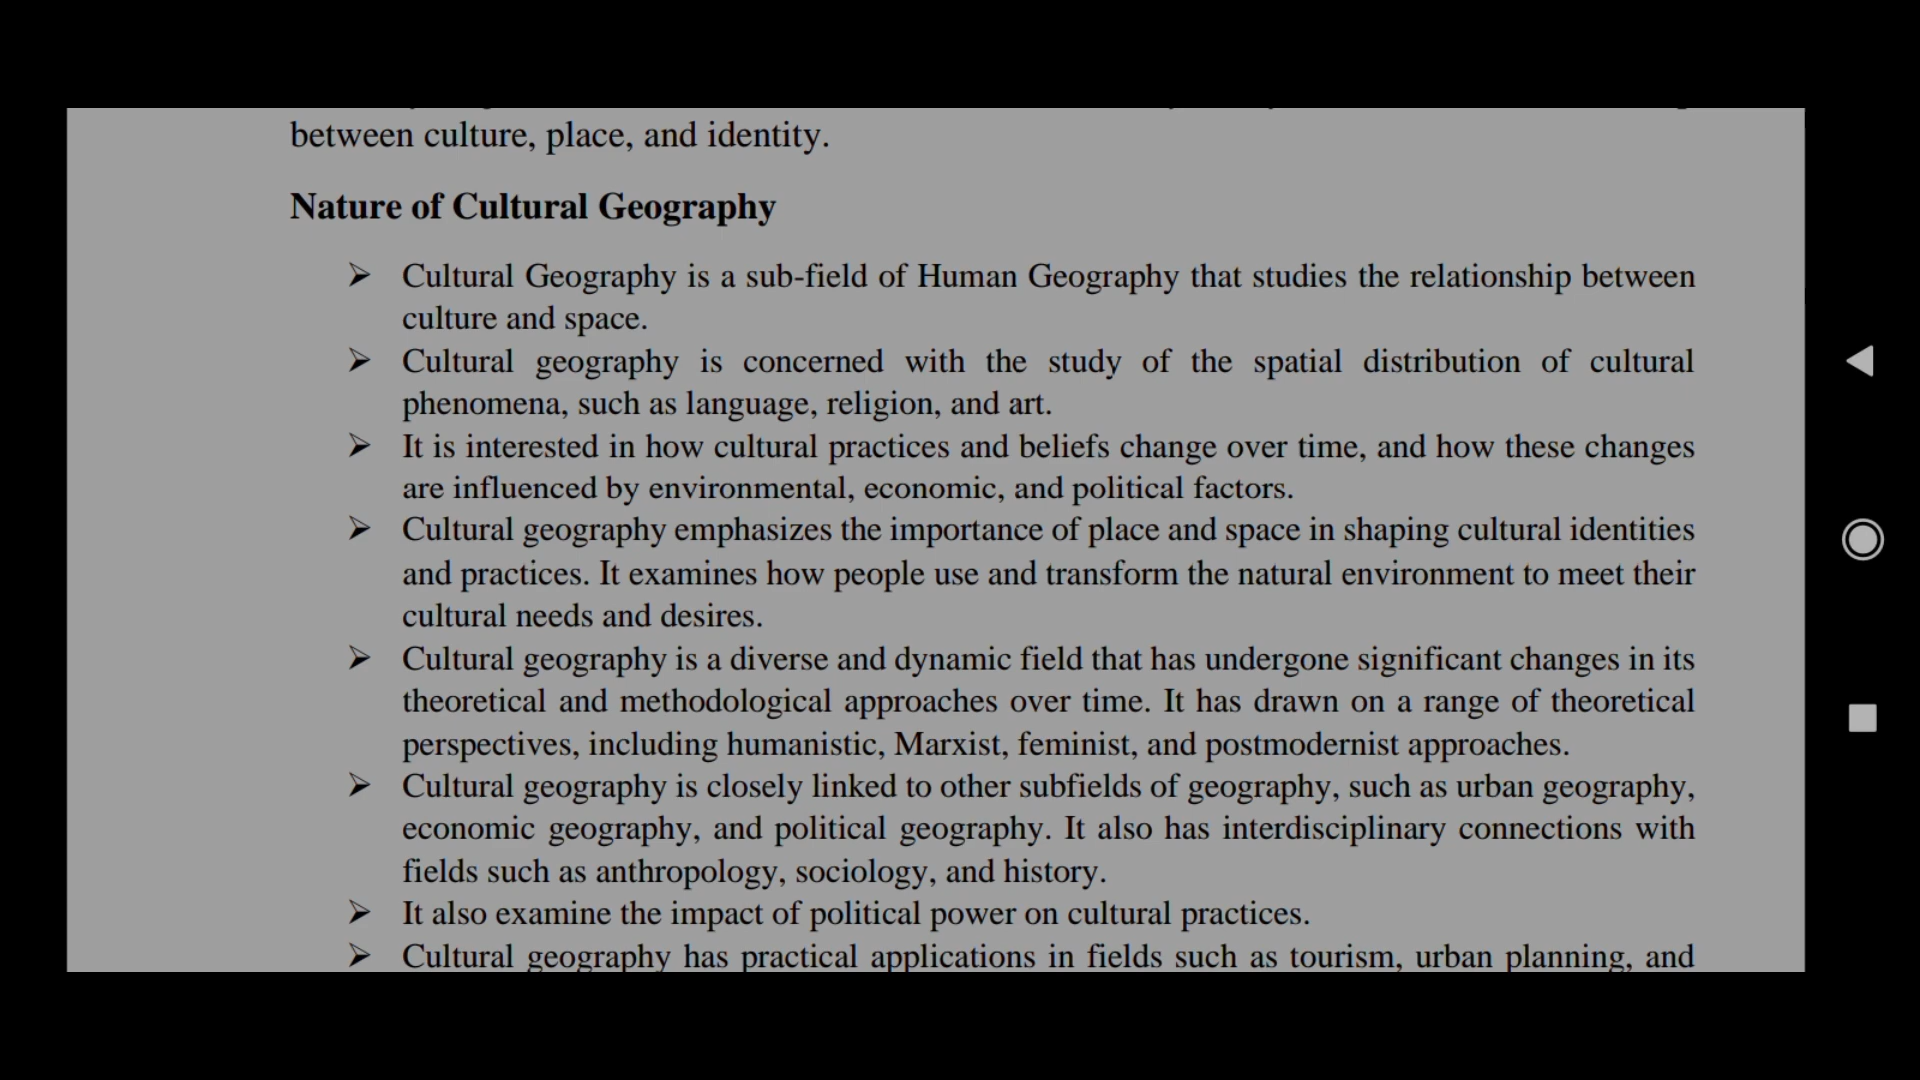 between culture, place, and identity.
Nature of Cultural Geography
➢ Cultural Geography is a sub-field of Human Geography that studies the relationship between
culture and space.
➢ Cultural geography is concerned with the study of the spatial distribution of cultural
phenomena, such as language, religion, and art.
➢ It is interested in how cultural practices and beliefs change over time, and how these changes
are influenced by environmental, economic, and political factors.
➢ Cultural geography emphasizes the importance of place and space in shaping cultural identities
and practices. It examines how people use and transform the natural environment to meet their
cultural needs and desires.
➢ Cultural geography is a diverse and dynamic field that has undergone significant changes in its
theoretical and methodological approaches over time. It has drawn on a range of theoretical
perspectives, including humanistic, Marxist, feminist, and postmodernist approaches.
➢ Cultural geography is closely linked to other subfields of geography, such as urban geography,
economic geography, and political geography. It also has interdisciplinary connections with
fields such as anthropology, sociology, and history.
➢ It also examine the impact of political power on cultural practices.
➢ Cultural geography has practical applications in fields such as tourism, urban planning, and